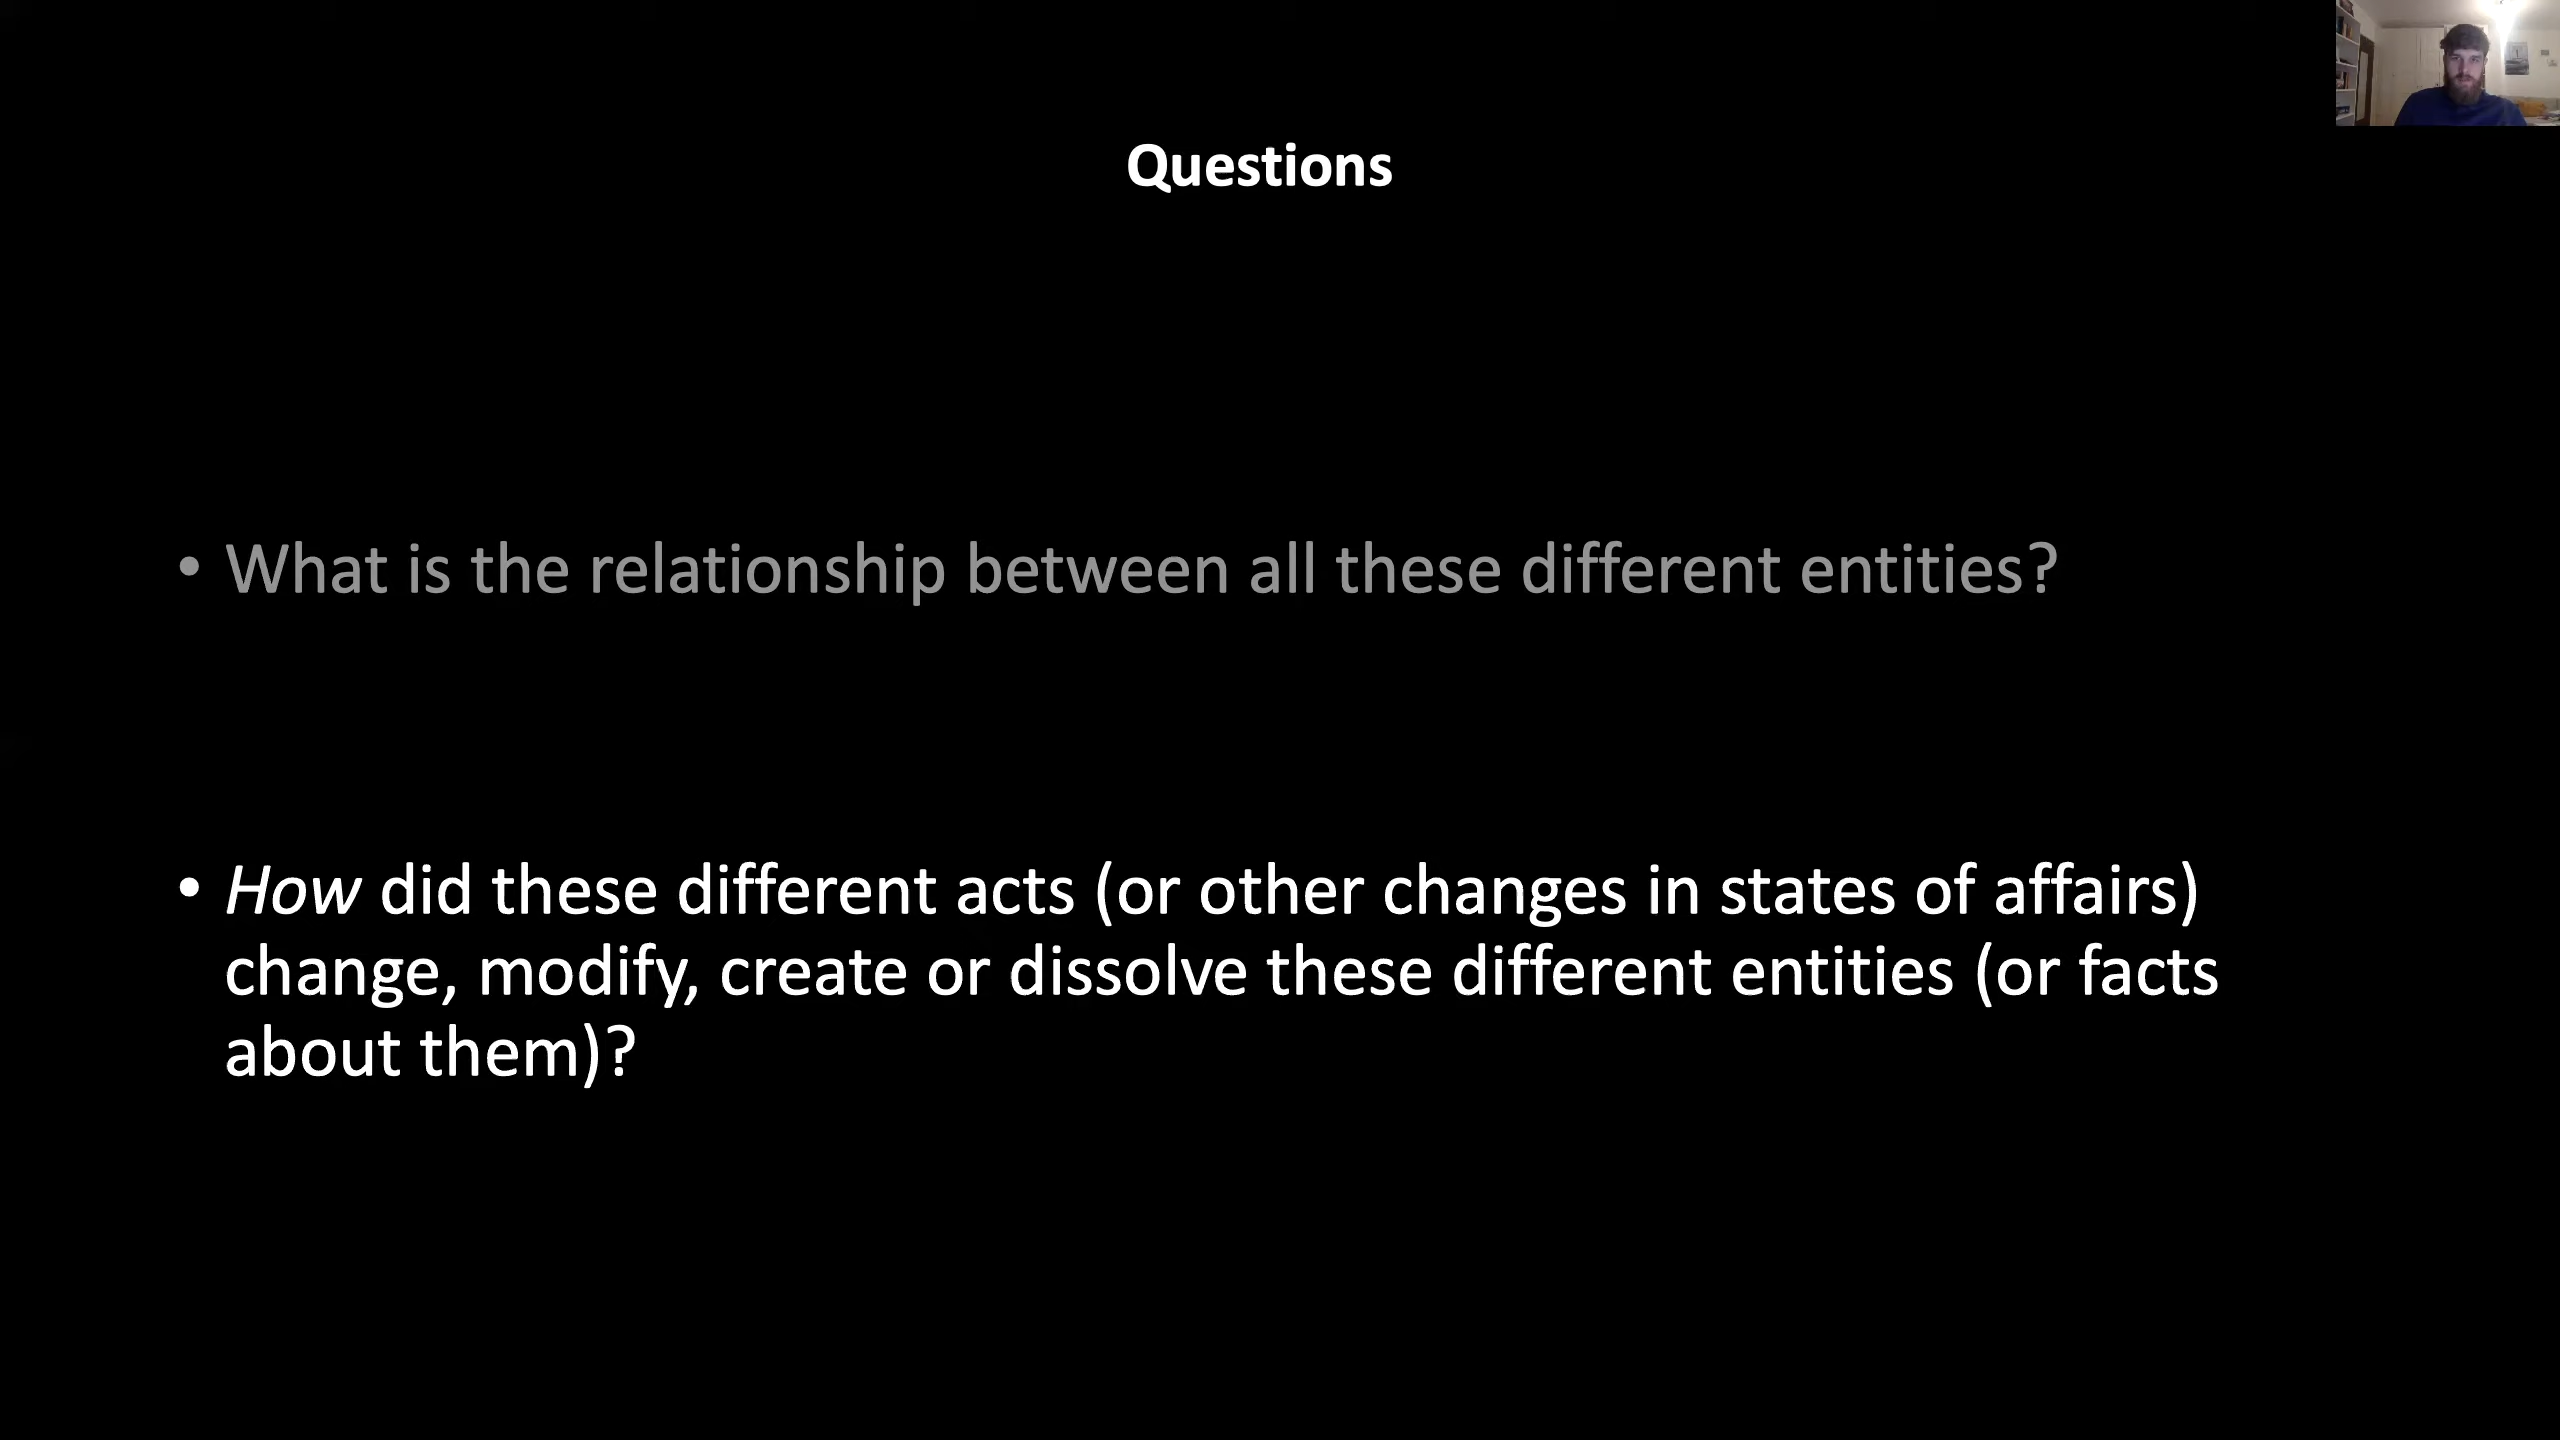 Questions
• What is the relationship between all these different entities?
• How did these different acts (or other changes in states of affairs)
change, modify, create or dissolve these different entities (or facts
about them)?